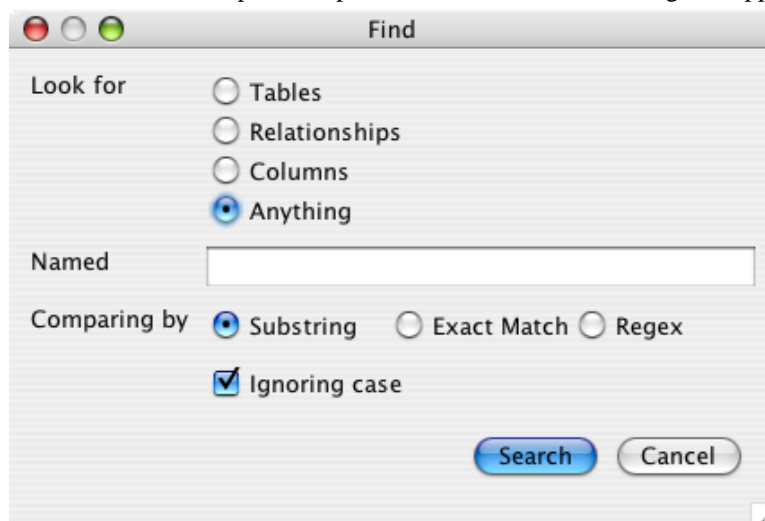 Find
Look for
Tables
Relationships
Columns
Anything
Named
Comparing by Substring Exact Match Regex
Ignoring case
Search Cancel